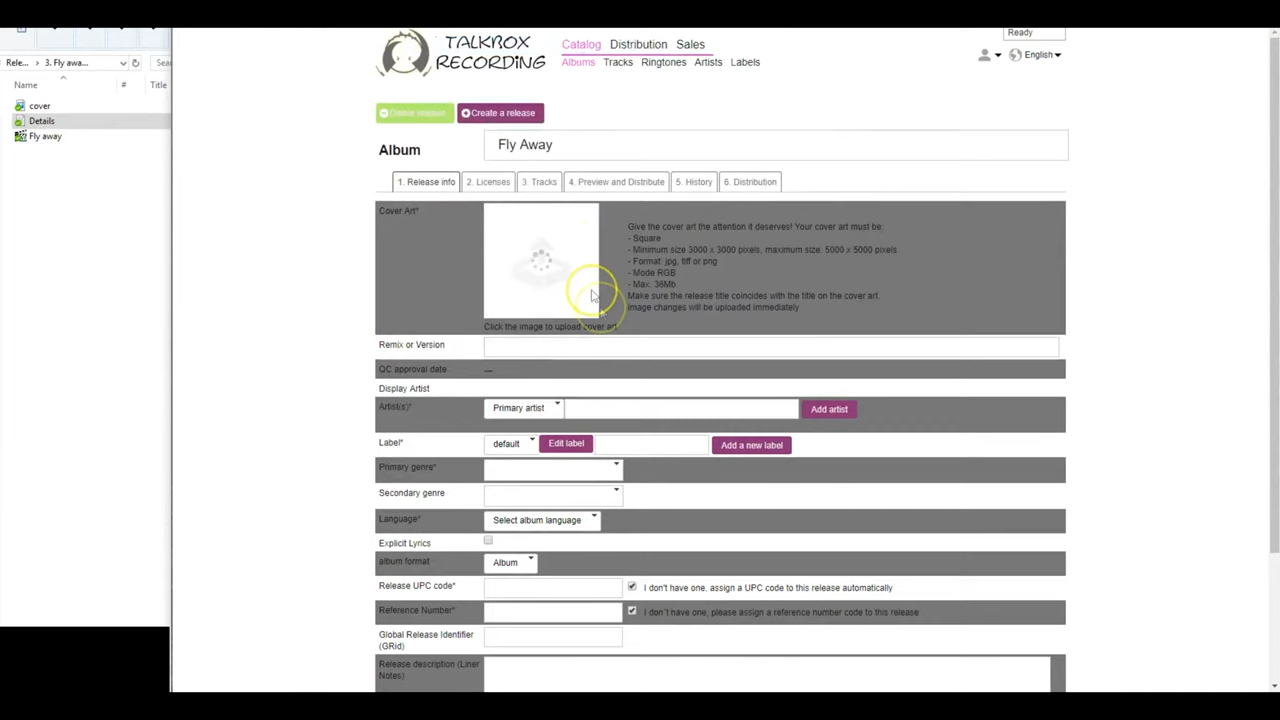 Ready
TALKBOX
RECORDING
Catalog Distribution Sales
Albums Tracks Ringtones Artists Labels
English
Rele... 3. Fly awa... Sea
Name # Title
cover
Details
Fly away
Create a release
Album Fly Away
1. Release info 2. Licenses 3. Tracks 4. Preview and Distribute 5. History 6. Distribution
Cover Art*
Give the cover art the attention it deserves! Your cover art must be:
- Square
- Minimum size 3000 x 3000 pixels, maximum size: 5000 x 5000 pixels
- Format: jpg, tiff or png
- Mode RGB
- Max. 36Mb
Make sure the release title coincides with the title on the cover art.
Image changes will be uploaded immediately
Click the image to upload cover art
Remix or Version
QC approval date —
Display Artist
Artist(s)* Primary artist Add artist
Label* default Edit label Add a new label
Primary genre*
Secondary genre
Language* Select album language
Explicit Lyrics
album format Album
Release UPC code* I don't have one, assign a UPC code to this release automatically
Reference Number* I don`t have one, please assign a reference number code to this release
Global Release Identifier
(GRid)
Release description (Liner
Notes)